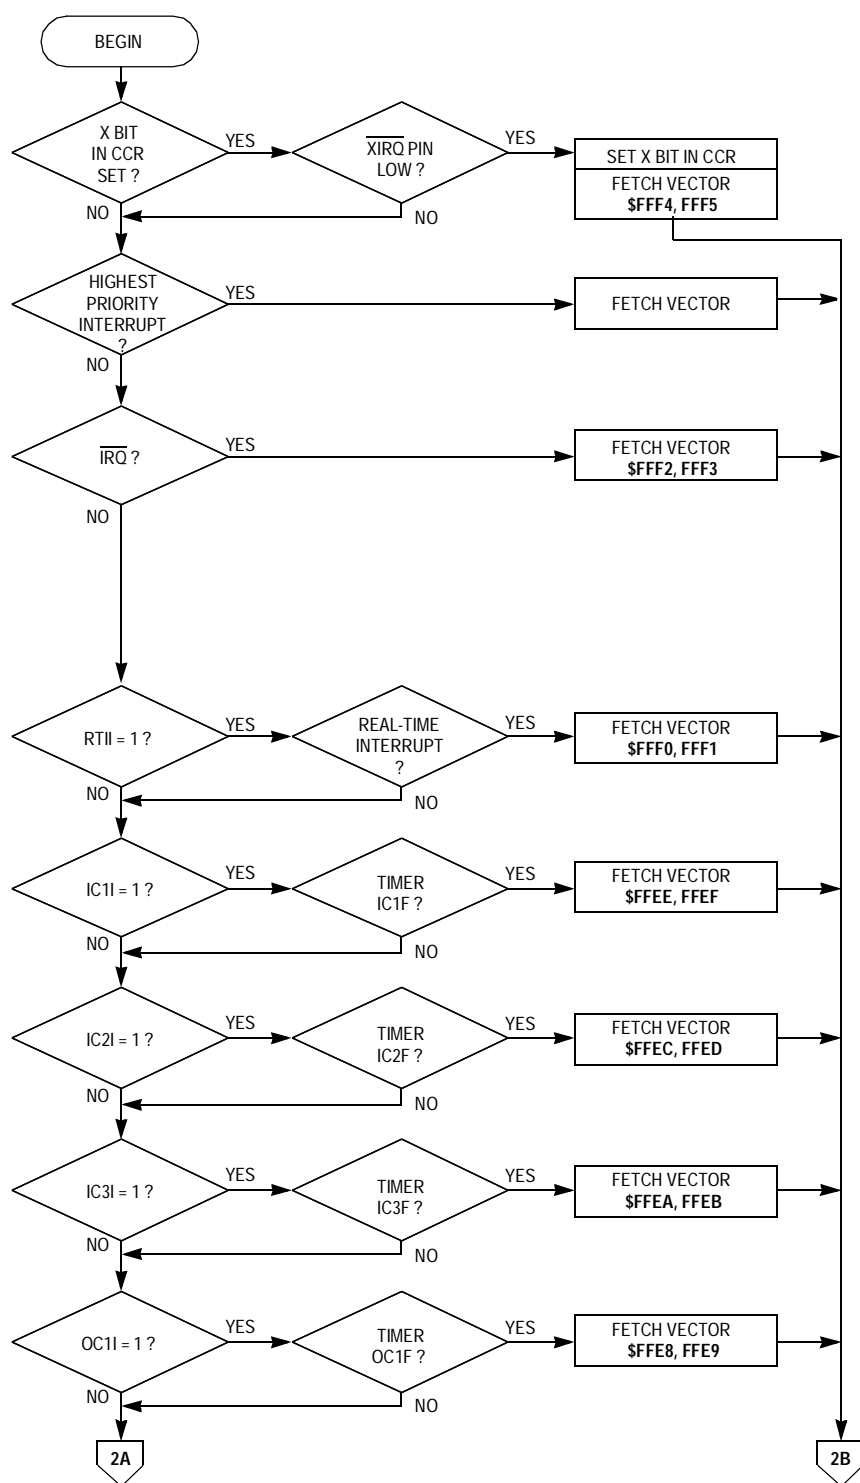 BEGIN
X BIT
IN CCR
SET ?
YES
XIRQ PIN
LOW ?
YES
SET X BIT IN CCR
FETCH VECTOR
$FFF4, FFF5
NO
NO
HIGHEST
PRIORITY
INTERRUPT
?
YES
FETCH VECTOR
NO
IRQ ?
YES
FETCH VECTOR
$FFF2, FFF3
NO
RTII = 1 ?
YES
REAL-TIME
INTERRUPT
?
YES
FETCH VECTOR
$FFF0, FFF1
NO
NO
IC1I = 1 ?
YES
TIMER
IC1F ?
YES
FETCH VECTOR
$FFEE, FFEF
NO
NO
IC2I = 1 ?
YES
TIMER
IC2F ?
YES
FETCH VECTOR
$FFEC, FFED
NO
NO
IC3I = 1 ?
YES
TIMER
IC3F ?
YES
FETCH VECTOR
$FFEA, FFEB
NO
NO
OC1I = 1 ?
YES
TIMER
OC1F ?
YES
FETCH VECTOR
$FFE8, FFE9
NO
NO
2A
2B